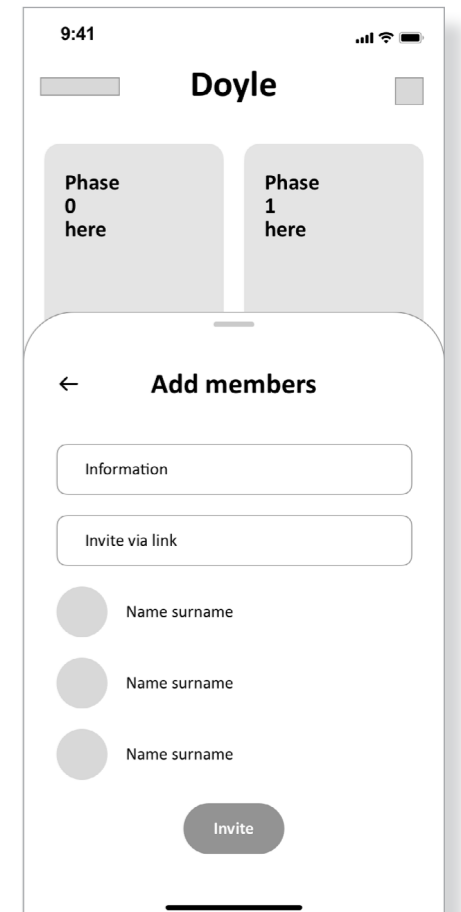 9:41
Doyle
Phase
0
here
Phase
1
here
Add members
Information
Invite via link
Name surname
Name surname
Name surname
Invite